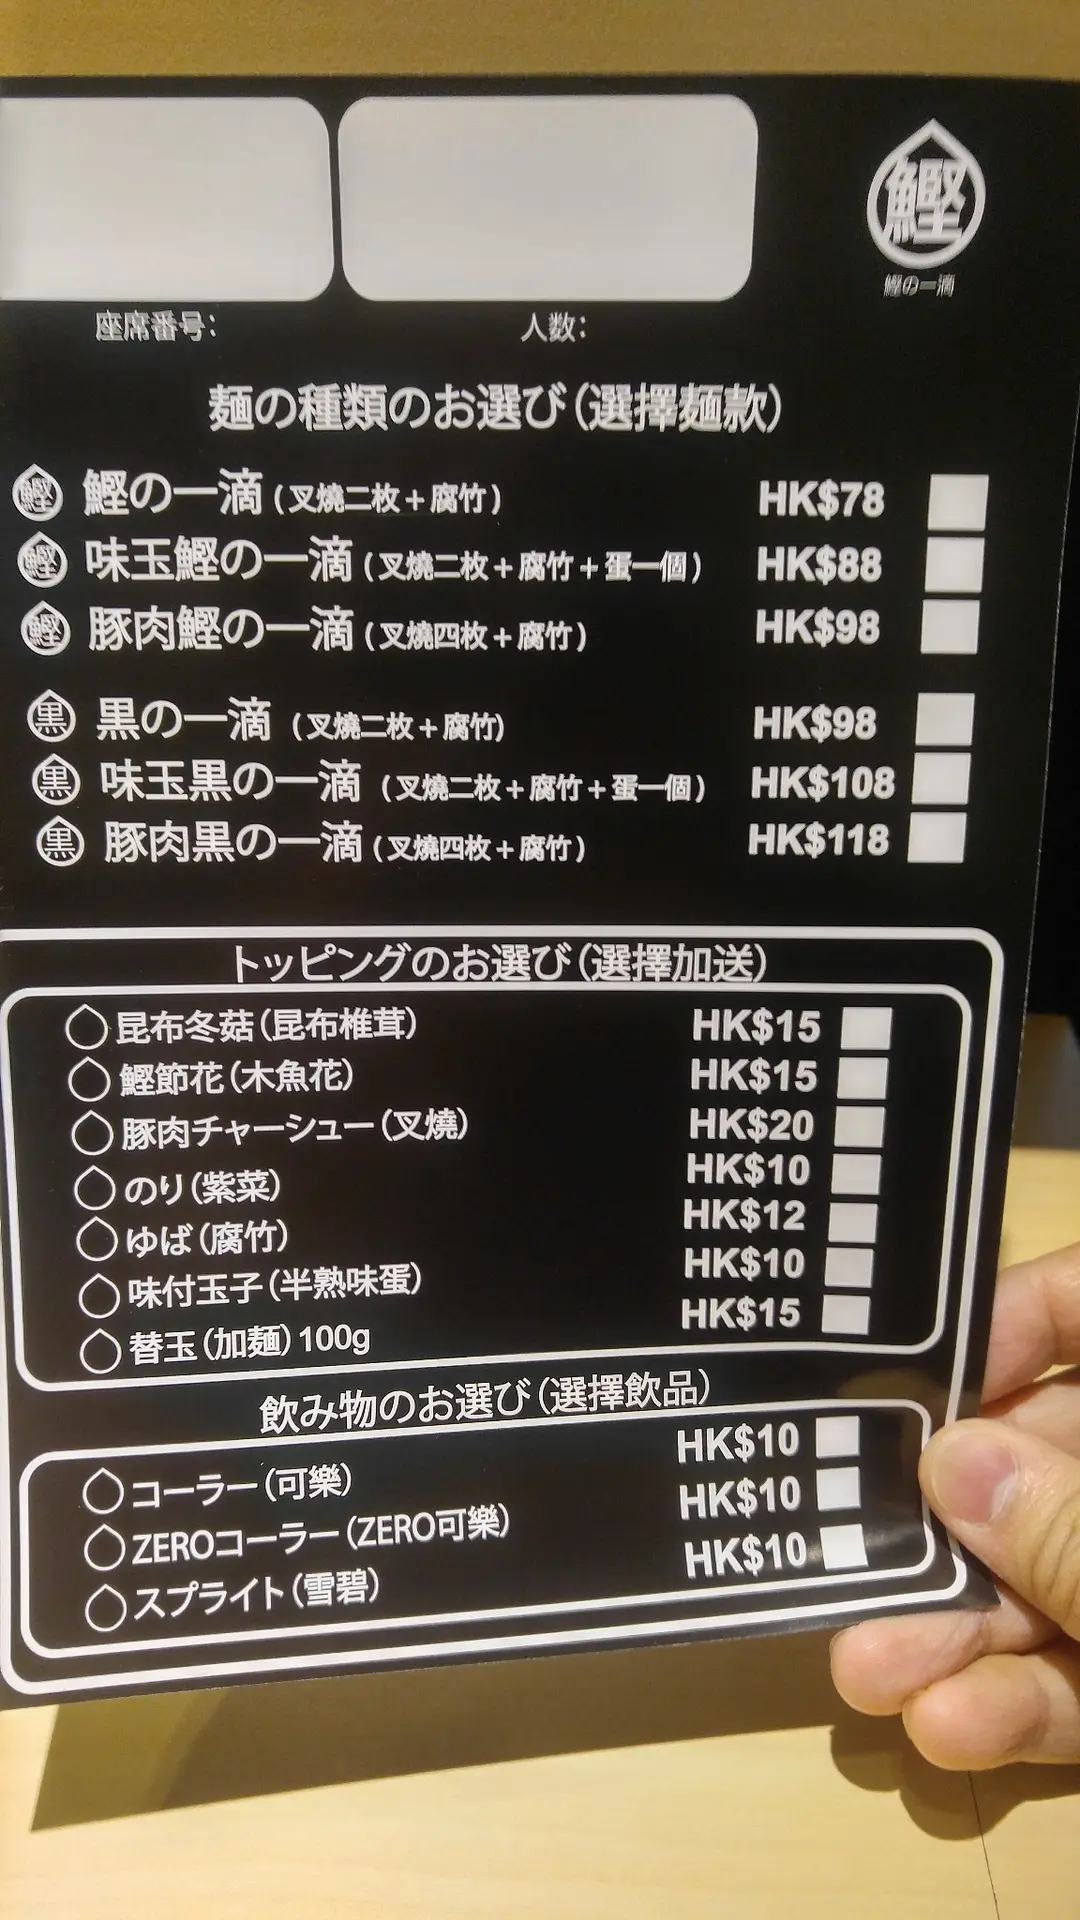 鰹
鰹の一滴
座席番号:
人数:
麺の種類のお選び(選擇麵款)
鰹 鰹の一滴 (叉燒二枚+腐竹) HK$78
鰹 味玉鰹の一滴 (叉燒二枚+腐竹+蛋一個) HK$88
鰹 豚肉鰹の一滴 (叉燒四枚+腐竹) HK$98
黒 黒の一滴 (叉燒二枚+腐竹) HK$98
黒 味玉黒の一滴 (叉燒二枚+腐竹+蛋一個) HK$108
黒 豚肉黒の一滴 (叉燒四枚+腐竹) HK$118
トッピングのお選び(選擇加送)
昆布冬菇(昆布椎茸) HK$15
鰹節花(木魚花) HK$15
豚肉チャーシュー(叉燒) HK$20
のり(紫菜) HK$10
ゆば(腐竹) HK$12
味付玉子(半熟味蛋) HK$10
替玉(加麵)100g HK$15
飲み物のお選び(選擇飲品)
コーラー(可樂) HK$10
ZEROコーラー(ZERO可樂) HK$10
スプライト(雪碧) HK$10